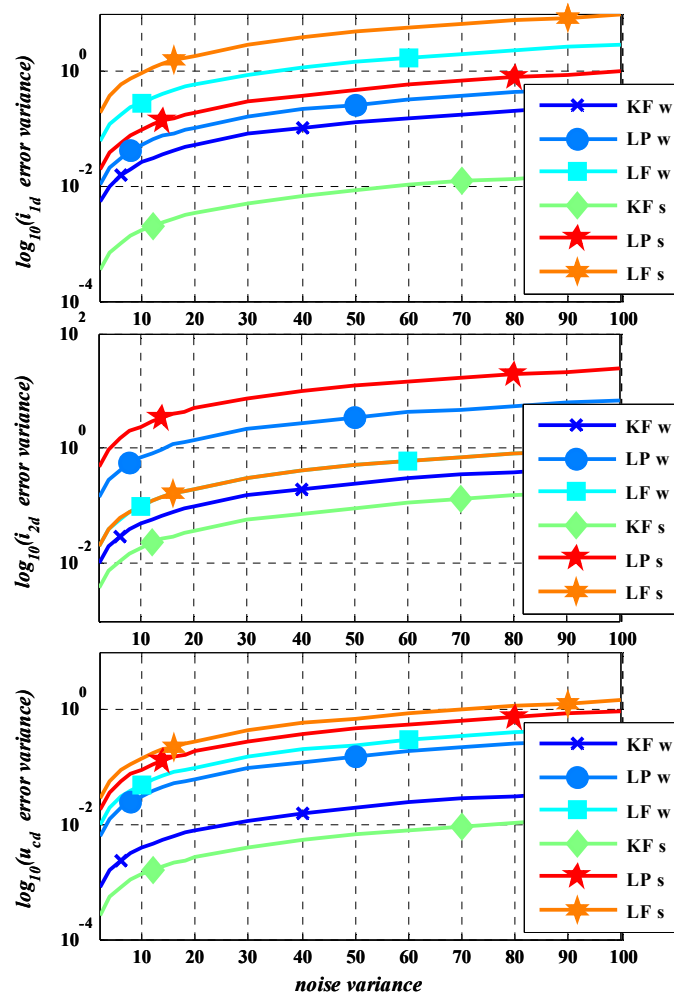 log10(i1d error variance)
10^0
10^-2
10^-4
10 20 30 40 50 60 70 80 90 100
KF w
LP w
LF w
KF s
LP s
LF s
log10(i2d error variance)
10^2
10^0
10^-2
10 20 30 40 50 60 70 80 90 100
KF w
LP w
LF w
KF s
LP s
LF s
log10(ucd error variance)
10^0
10^-2
10^-4
10 20 30 40 50 60 70 80 90 100
KF w
LP w
LF w
KF s
LP s
LF s
noise variance